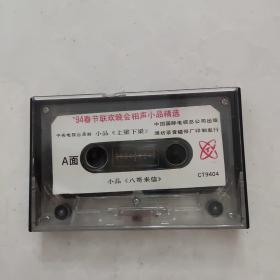 '94春节联欢晚会相声小品精选
中国国际电视总公司出版
潍坊录音磁带厂印制发行
中央电视台录制 小品《上梁下梁》
A面
小品《八哥来信》
CT9404